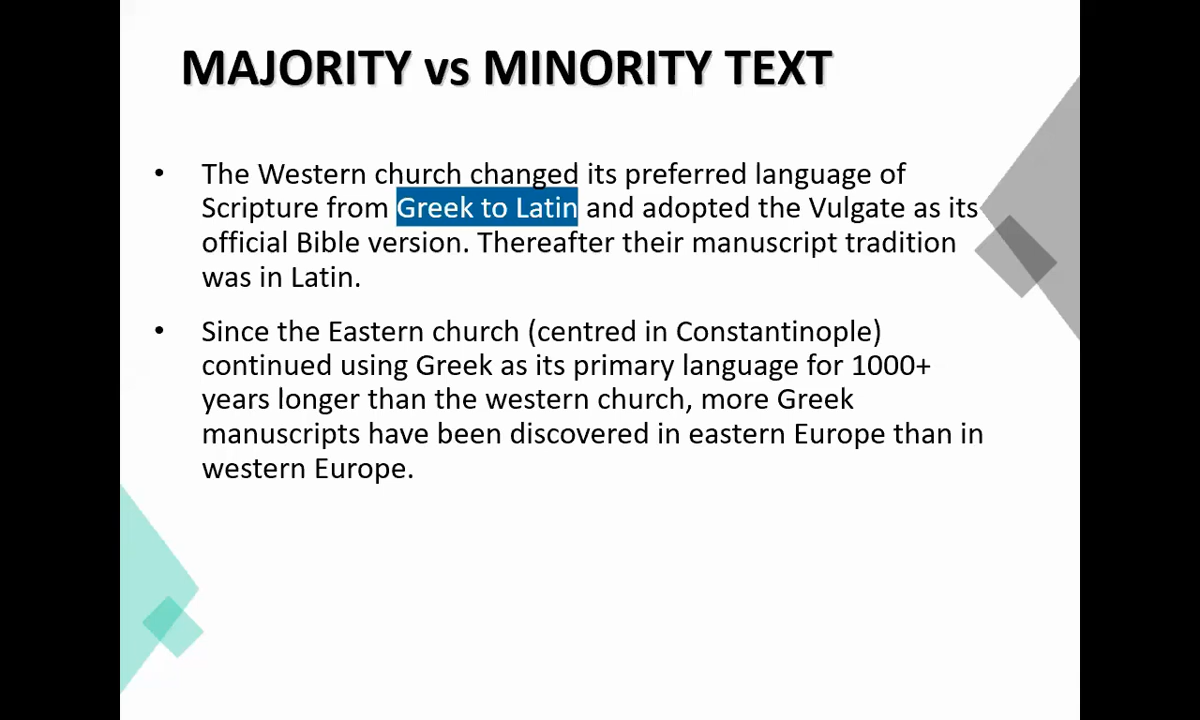 MAJORITY vs MINORITY TEXT
• The Western church changed its preferred language of
Scripture from Greek to Latin and adopted the Vulgate as its
official Bible version. Thereafter their manuscript tradition
was in Latin.
• Since the Eastern church (centred in Constantinople)
continued using Greek as its primary language for 1000+
years longer than the western church, more Greek
manuscripts have been discovered in eastern Europe than in
western Europe.